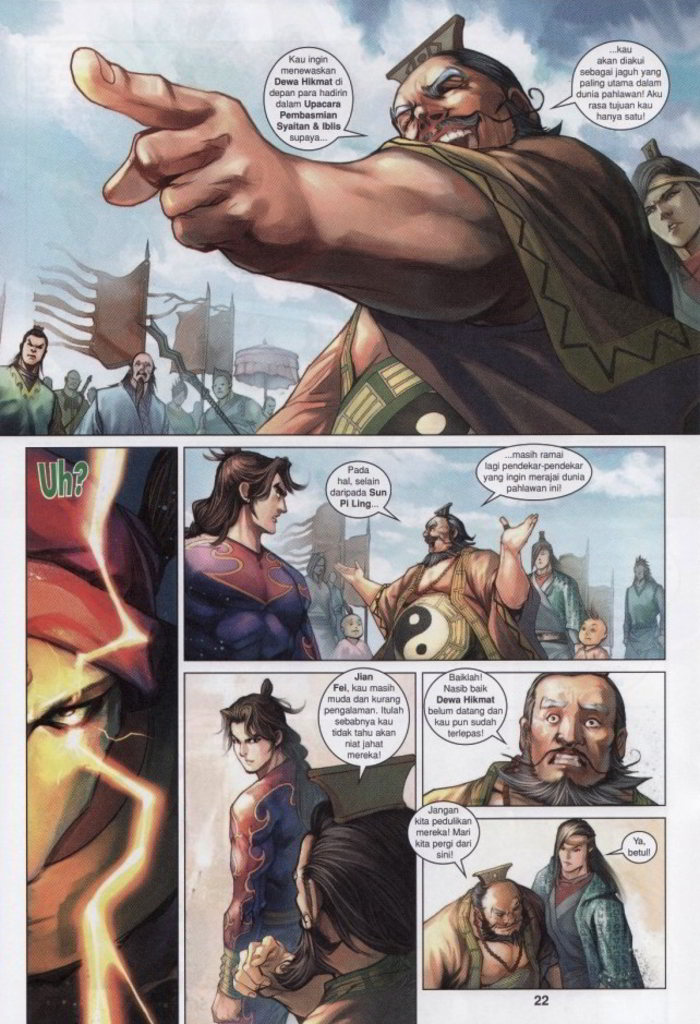 Kau ingin
menewaskan
Dewa Hikmat di
depan para hadirin
dalam Upacara
Pembasmian
Syaitan & Iblis
supaya...
...kau
akan diakui
sebagai jaguh yang
paling utama dalam
dunia pahlawan! Aku
rasa tujuan kau
hanya satu!
Uh?
Pada
hal, selain
daripada Sun
Pi Ling...
...masih ramai
lagi pendekar-pendekar
yang ingin merajai dunia
pahlawan ini!
Jian
Fei, kau masih
muda dan kurang
pengalaman. Itulah
sebabnya kau
tidak tahu akan
niat jahat
mereka!
Baiklah!
Nasib baik
Dewa Hikmat
belum datang dan
kau pun sudah
terlepas!
Jangan
kita pedulikan
mereka! Mari
kita pergi dari
sini!
Ya,
betul!
22